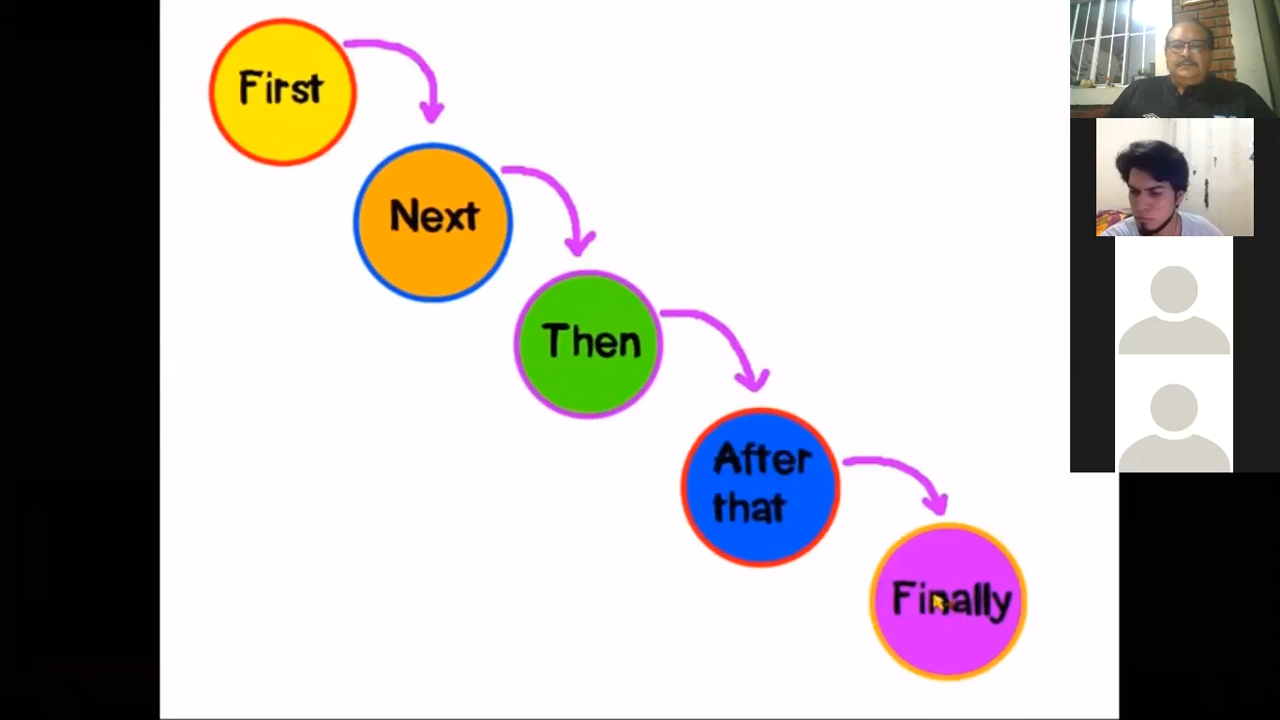 First
Next
Then
After
that
Finally